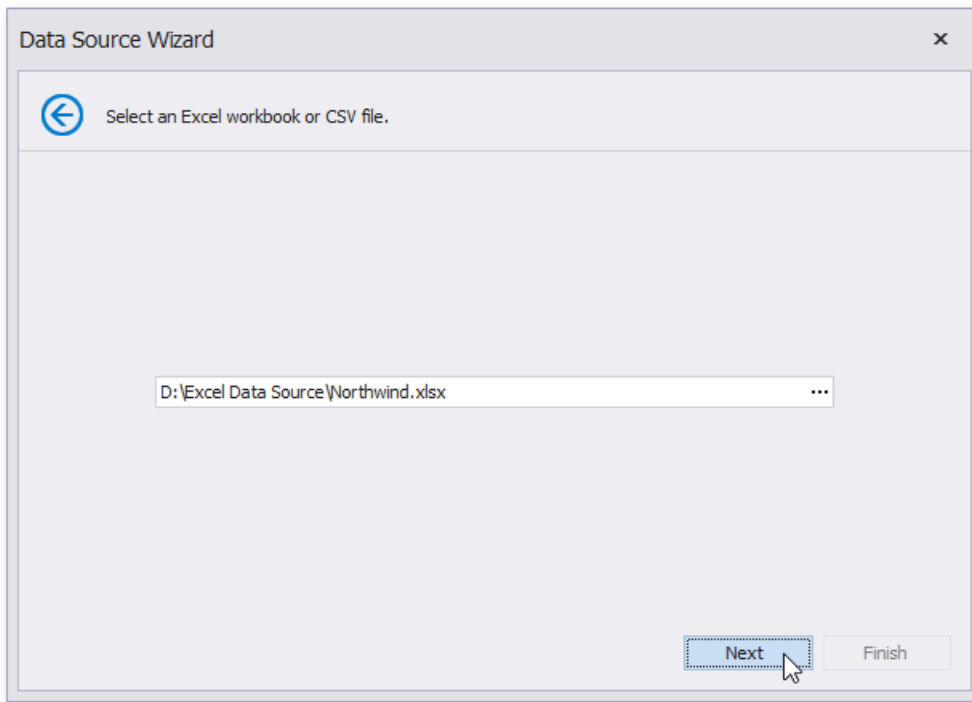 Data Source Wizard
Select an Excel workbook or CSV file.
D:\Excel Data Source\Northwind.xlsx
Next
Finish